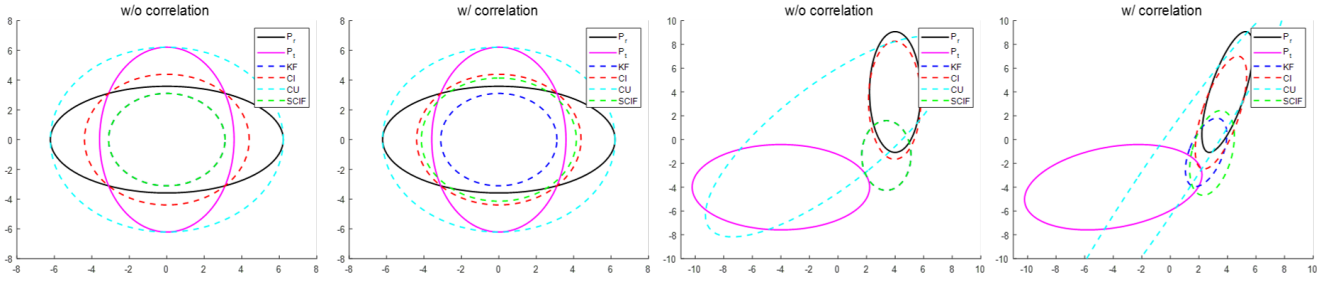 w/o correlation
8
6
4
2
0
-2
-4
-6
-8
-8 -6 -4 -2 0 2 4 6 8
Pr
Pt
KF
CI
CU
SCIF
w/ correlation
8
6
4
2
0
-2
-4
-6
-8
-8 -6 -4 -2 0 2 4 6 8
Pr
Pt
KF
CI
CU
SCIF
w/o correlation
10
8
6
4
2
0
-2
-4
-6
-8
-10
-10 -8 -6 -4 -2 0 2 4 6 8 10
Pr
Pt
KF
CI
CU
SCIF
w/ correlation
10
8
6
4
2
0
-2
-4
-6
-8
-10
-10 -8 -6 -4 -2 0 2 4 6 8 10
Pr
Pt
KF
CI
CU
SCIF